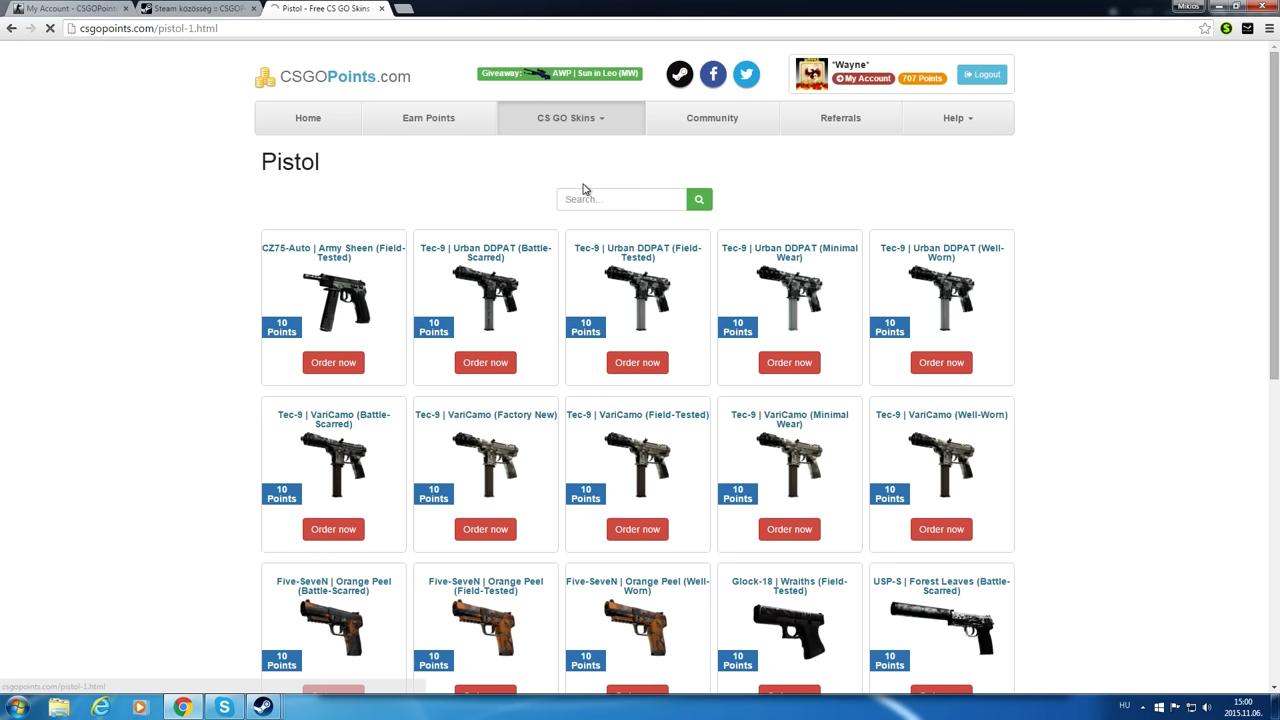 Miklós
My Account - CSGOPoints
Steam közösség :: CSGOP
Pistol - Free CS GO Skins
csgopoints.com/pistol-1.html
CSGOPoints.com
Giveaway: AWP | Sun in Leo (MW)
*Wayne*
My Account
707 Points
Logout
Home
Earn Points
CS GO Skins
Community
Referrals
Help
Pistol
Search...
CZ75-Auto | Army Sheen (Field-
Tested)
10
Points
Order now
Tec-9 | Urban DDPAT (Battle-
Scarred)
10
Points
Order now
Tec-9 | Urban DDPAT (Field-
Tested)
10
Points
Order now
Tec-9 | Urban DDPAT (Minimal
Wear)
10
Points
Order now
Tec-9 | Urban DDPAT (Well-
Worn)
10
Points
Order now
Tec-9 | VariCamo (Battle-
Scarred)
10
Points
Order now
Tec-9 | VariCamo (Factory New)
10
Points
Order now
Tec-9 | VariCamo (Field-Tested)
10
Points
Order now
Tec-9 | VariCamo (Minimal
Wear)
10
Points
Order now
Tec-9 | VariCamo (Well-Worn)
10
Points
Order now
Five-SeveN | Orange Peel
(Battle-Scarred)
10
Points
Five-SeveN | Orange Peel
(Field-Tested)
10
Points
Five-SeveN | Orange Peel (Well-
Worn)
10
Points
Glock-18 | Wraiths (Field-
Tested)
10
Points
USP-S | Forest Leaves (Battle-
Scarred)
10
Points
csgopoints.com/pistol-1.html
HU
15:00
2015.11.06.